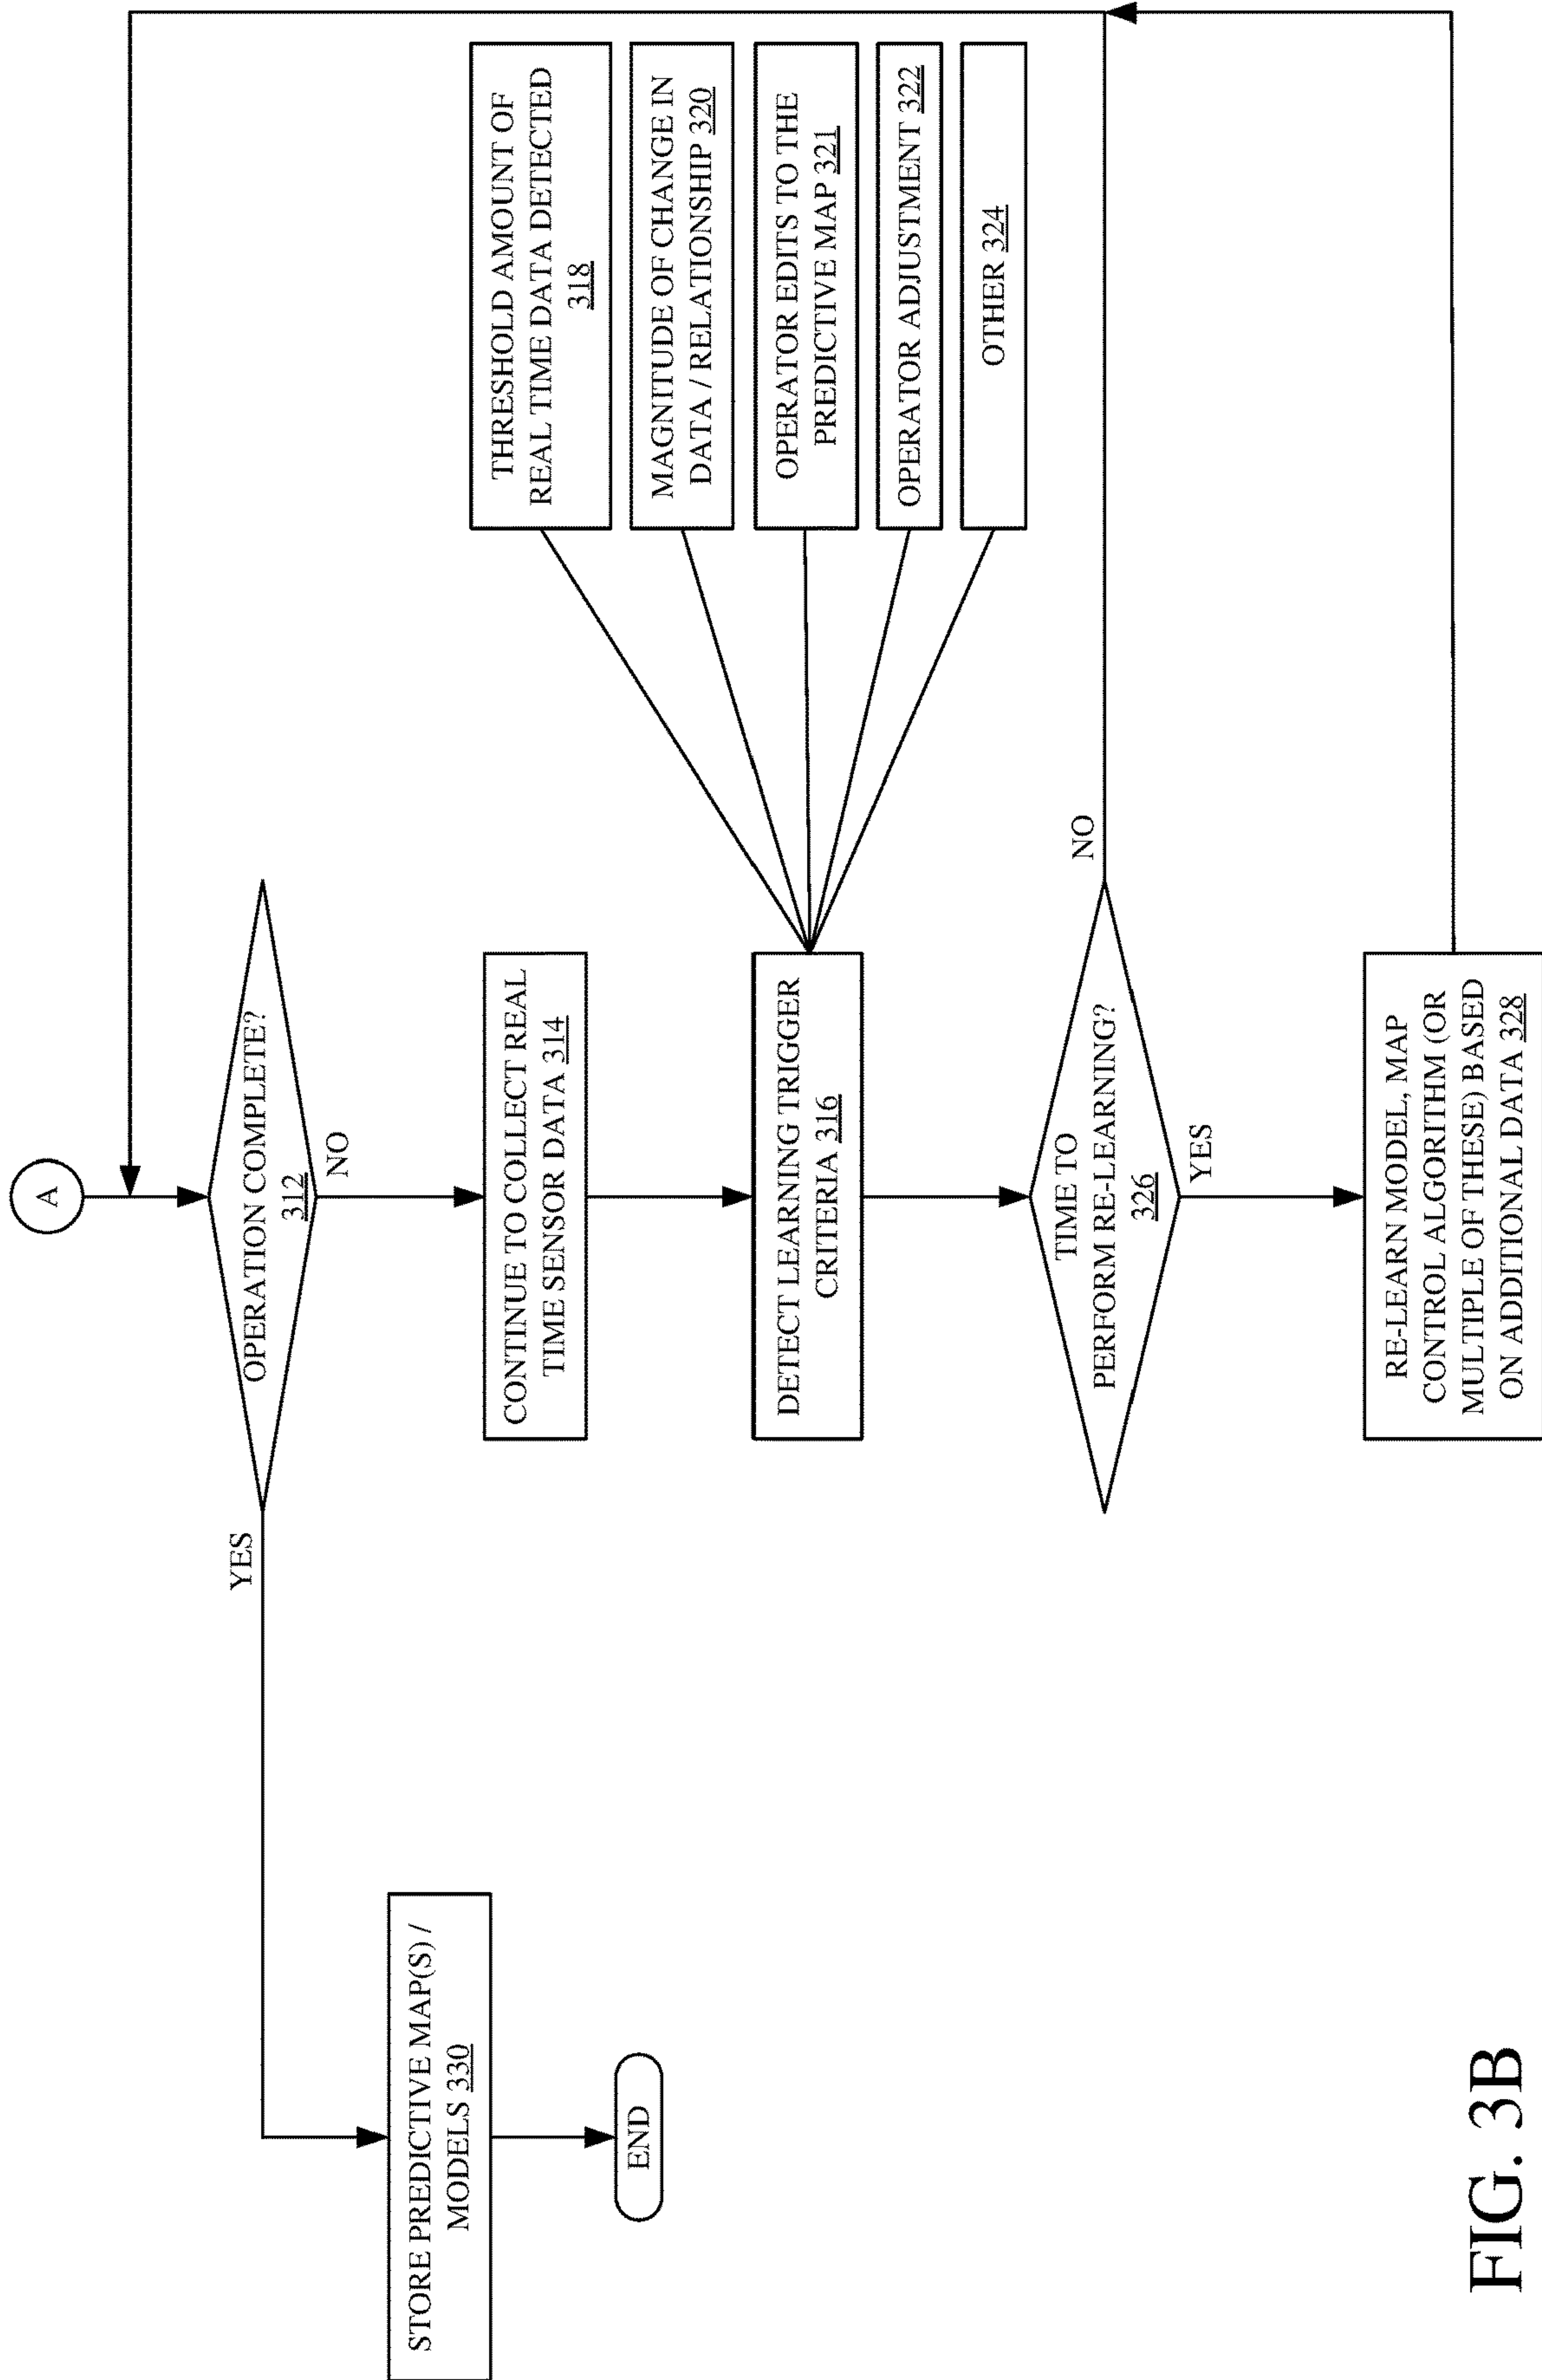 A
OPERATION COMPLETE?
312
YES
NO
STORE PREDICTIVE MAP(S) /
MODELS 330
END
CONTINUE TO COLLECT REAL
TIME SENSOR DATA 314
DETECT LEARNING TRIGGER
CRITERIA 316
THRESHOLD AMOUNT OF
REAL TIME DATA DETECTED
318
MAGNITUDE OF CHANGE IN
DATA / RELATIONSHIP 320
OPERATOR EDITS TO THE
PREDICTIVE MAP 321
OPERATOR ADJUSTMENT 322
OTHER 324
TIME TO
PERFORM RE-LEARNING?
326
NO
YES
RE-LEARN MODEL, MAP
CONTROL ALGORITHM (OR
MULTIPLE OF THESE) BASED
ON ADDITIONAL DATA 328
FIG. 3B